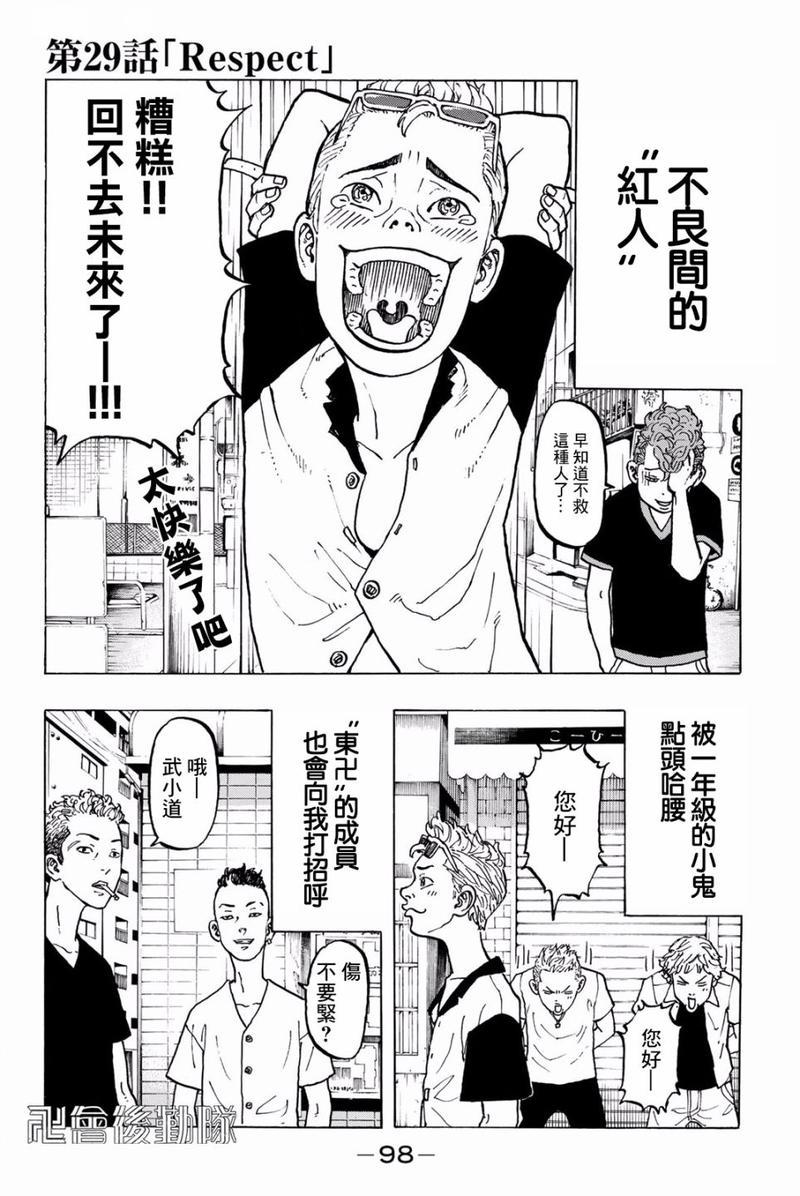 第29話「Respect」
不良間的
“紅人”
糟糕!!
回不去未來了—!!!
早知道不救
這種人了…
太快樂了吧
被一年級的小鬼
點頭哈腰
こーひー
您好—
您好—
“東卍”的成員
也會向我打招呼
哦—
武小道
傷
不要緊?
卍會後勤隊
—98—